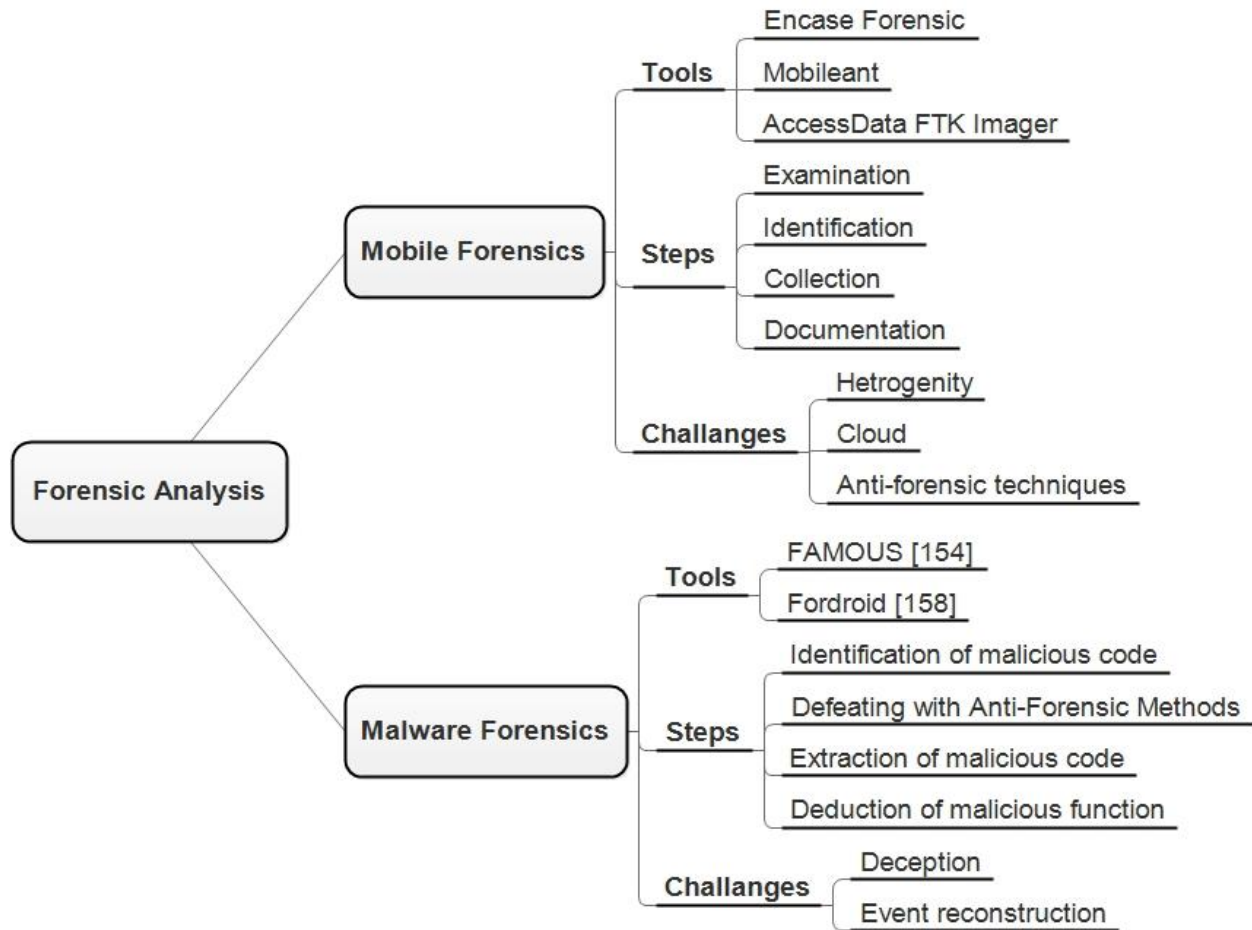 Forensic Analysis
Mobile Forensics
Tools
Encase Forensic
Mobileant
AccessData FTK Imager
Steps
Examination
Identification
Collection
Documentation
Challanges
Hetrogenity
Cloud
Anti-forensic techniques
Malware Forensics
Tools
FAMOUS [154]
Fordroid [158]
Steps
Identification of malicious code
Defeating with Anti-Forensic Methods
Extraction of malicious code
Deduction of malicious function
Challanges
Deception
Event reconstruction